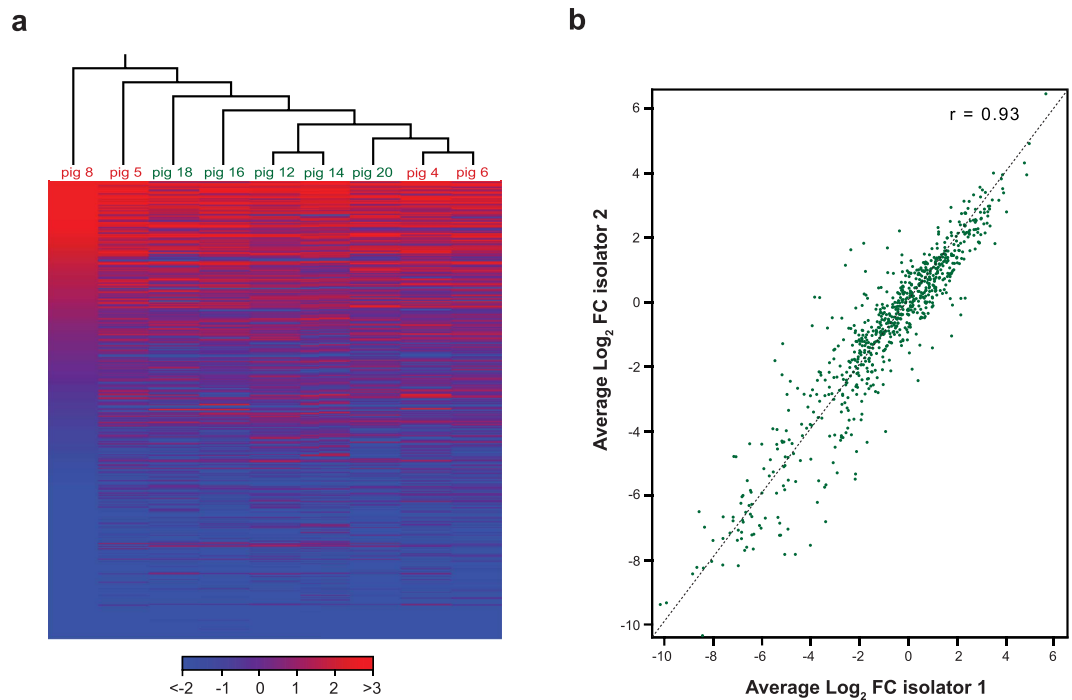 a
pig 8 pig 5 pig 18 pig 16 pig 12 pig 14 pig 20 pig 4 pig 6
<-2 -1 0 1 2 >3
b
r = 0.93
6
4
2
0
-2
-4
-6
-8
-10
Average Log2 FC isolator 2
-10 -8 -6 -4 -2 0 2 4 6
Average Log2 FC isolator 1